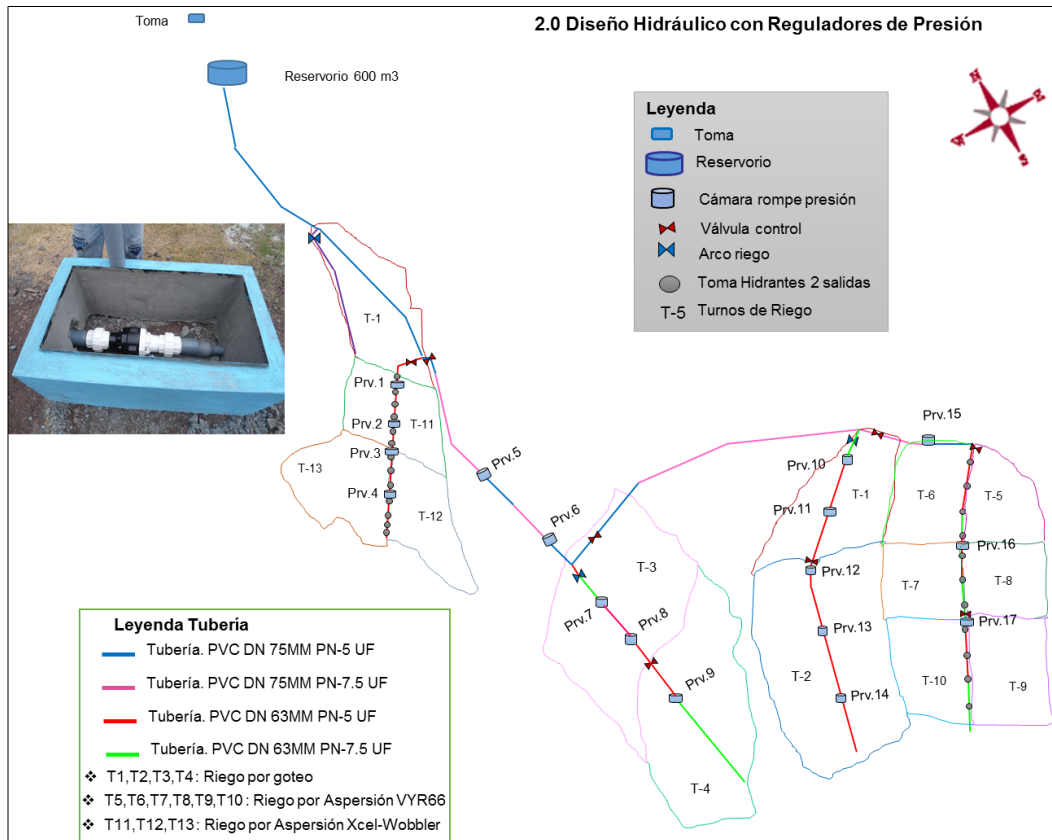 2.0 Diseño Hidráulico con Reguladores de Presión
Toma
Reservorio 600 m3
Leyenda
Toma
Reservorio
Cámara rompe presión
Válvula control
Arco riego
Toma Hidrantes 2 salidas
T-5 Turnos de Riego
T-1
Prv.1
Prv.2
T-11
Prv.3
T-13
Prv.4
T-12
Prv.5
Prv.6
T-3
Prv.7
Prv.8
Prv.9
T-4
Prv.15
Prv.10
T-1
T-6
T-5
Prv.11
Prv.16
Prv.12
T-7
T-8
Prv.17
Prv.13
T-2
Prv.14
T-10
T-9
Leyenda Tubería
Tubería. PVC DN 75MM PN-5 UF
Tubería. PVC DN 75MM PN-7.5 UF
Tubería. PVC DN 63MM PN-5 UF
Tubería. PVC DN 63MM PN-7.5 UF
❖ T1,T2,T3,T4: Riego por goteo
❖ T5,T6,T7,T8,T9,T10: Riego por Aspersión VYR66
❖ T11,T12,T13: Riego por Aspersión Xcel-Wobbler